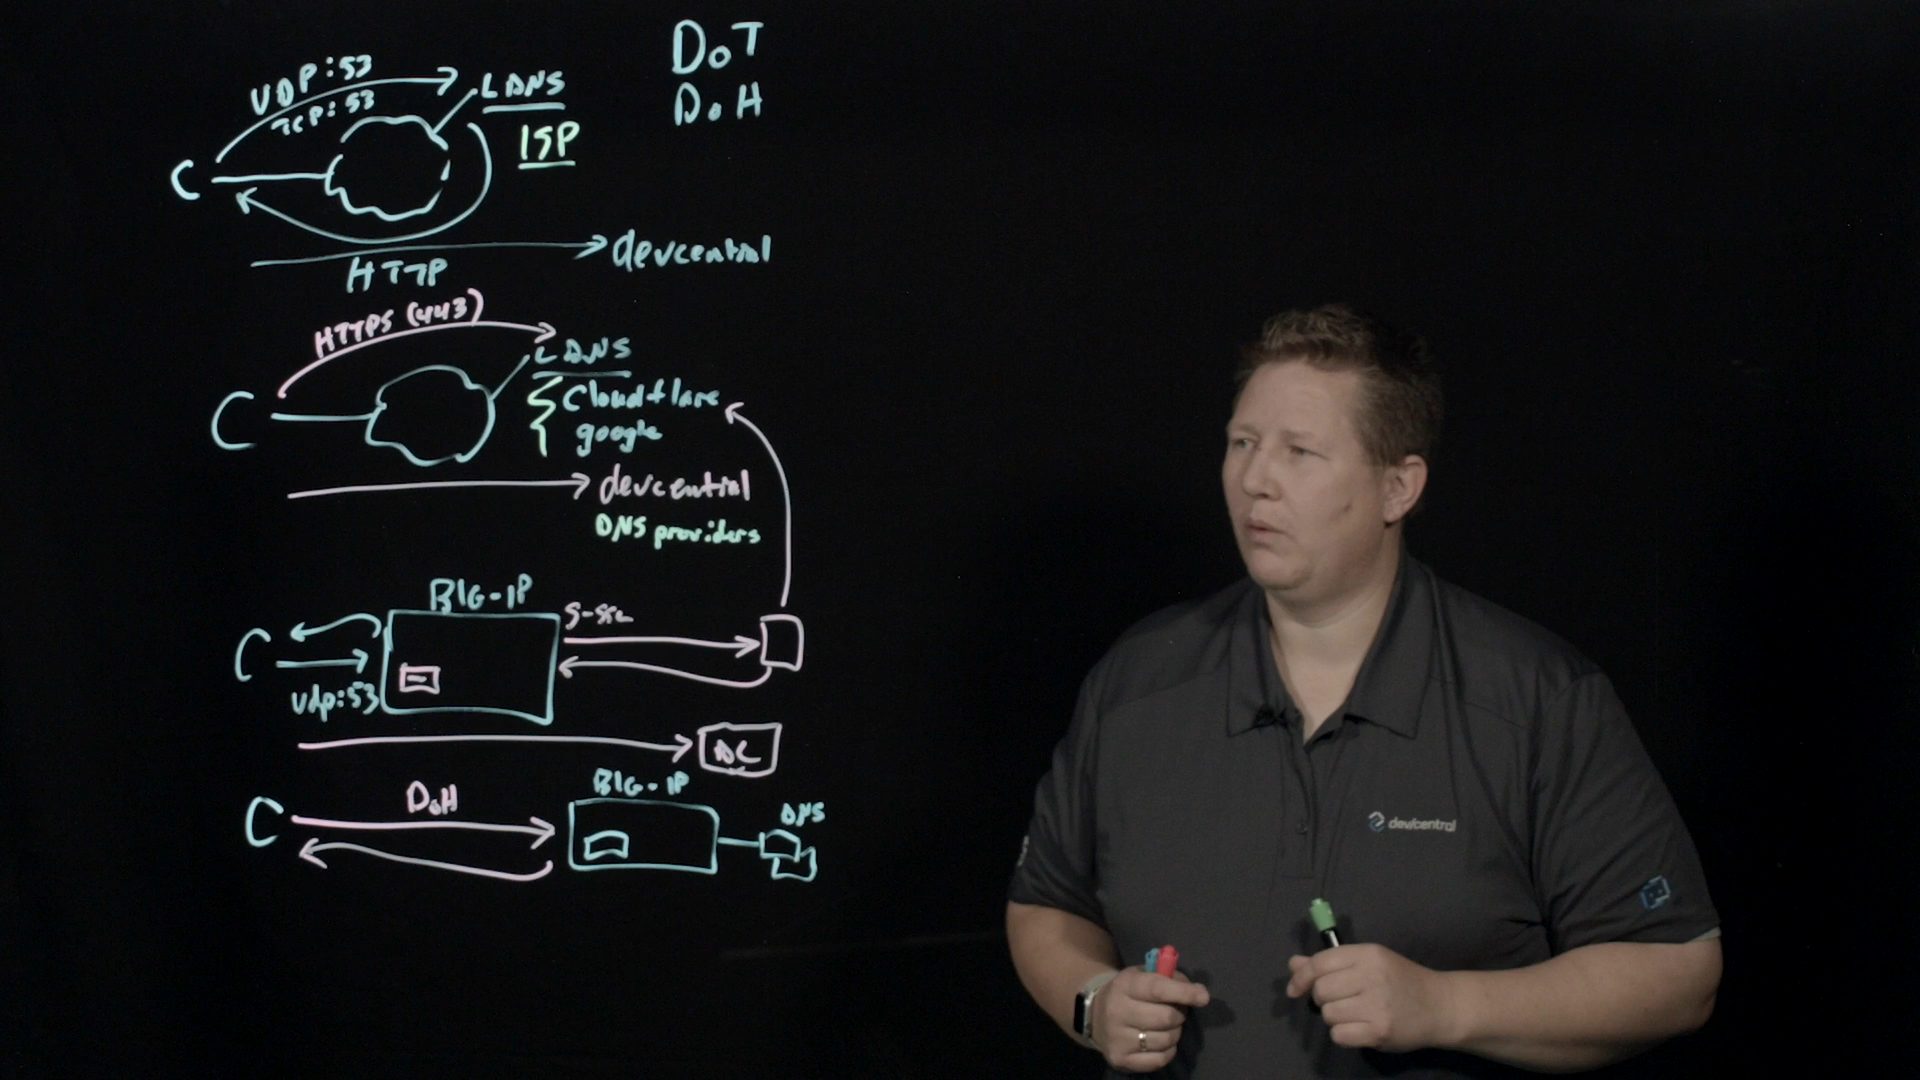 DoT
DoH
UDP:53
TCP:53
LDNS
ISP
C
HTTP
devcentral
HTTPS (443)
LDNS
C
Cloudflare
google
devcentral
DNS providers
BIG-IP
S-SSL
C
udp:53
DC
BIG-IP
DoH
DNS
C
devcentral